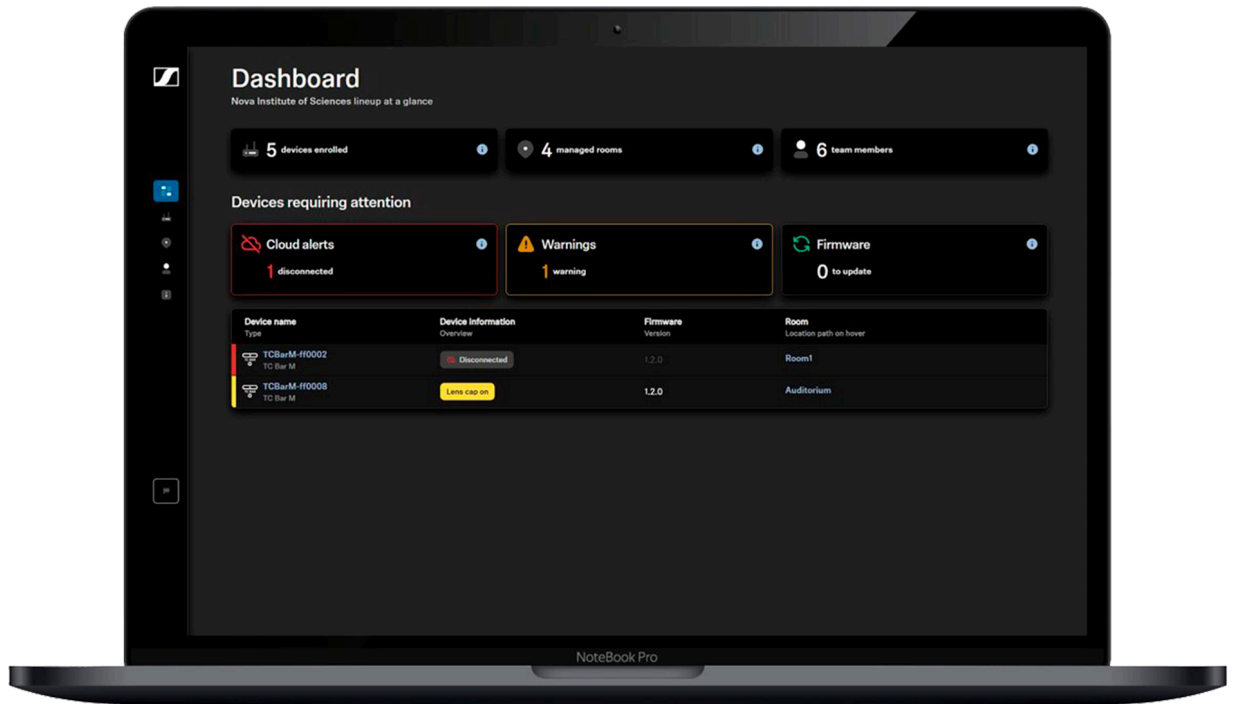 Dashboard
Nova Institute of Sciences lineup at a glance
5 devices enrolled
4 managed rooms
6 team members
Devices requiring attention
Cloud alerts
1 disconnected
Warnings
1 warning
Firmware
0 to update
Device name
Type
Device information
Overview
Firmware
Version
Room
Location path on hover
TCBarM-ff0002
TC Bar M
Disconnected
1.2.0
Room1
TCBarM-ff0008
TC Bar M
Lens cap on
1.2.0
Auditorium
NoteBook Pro